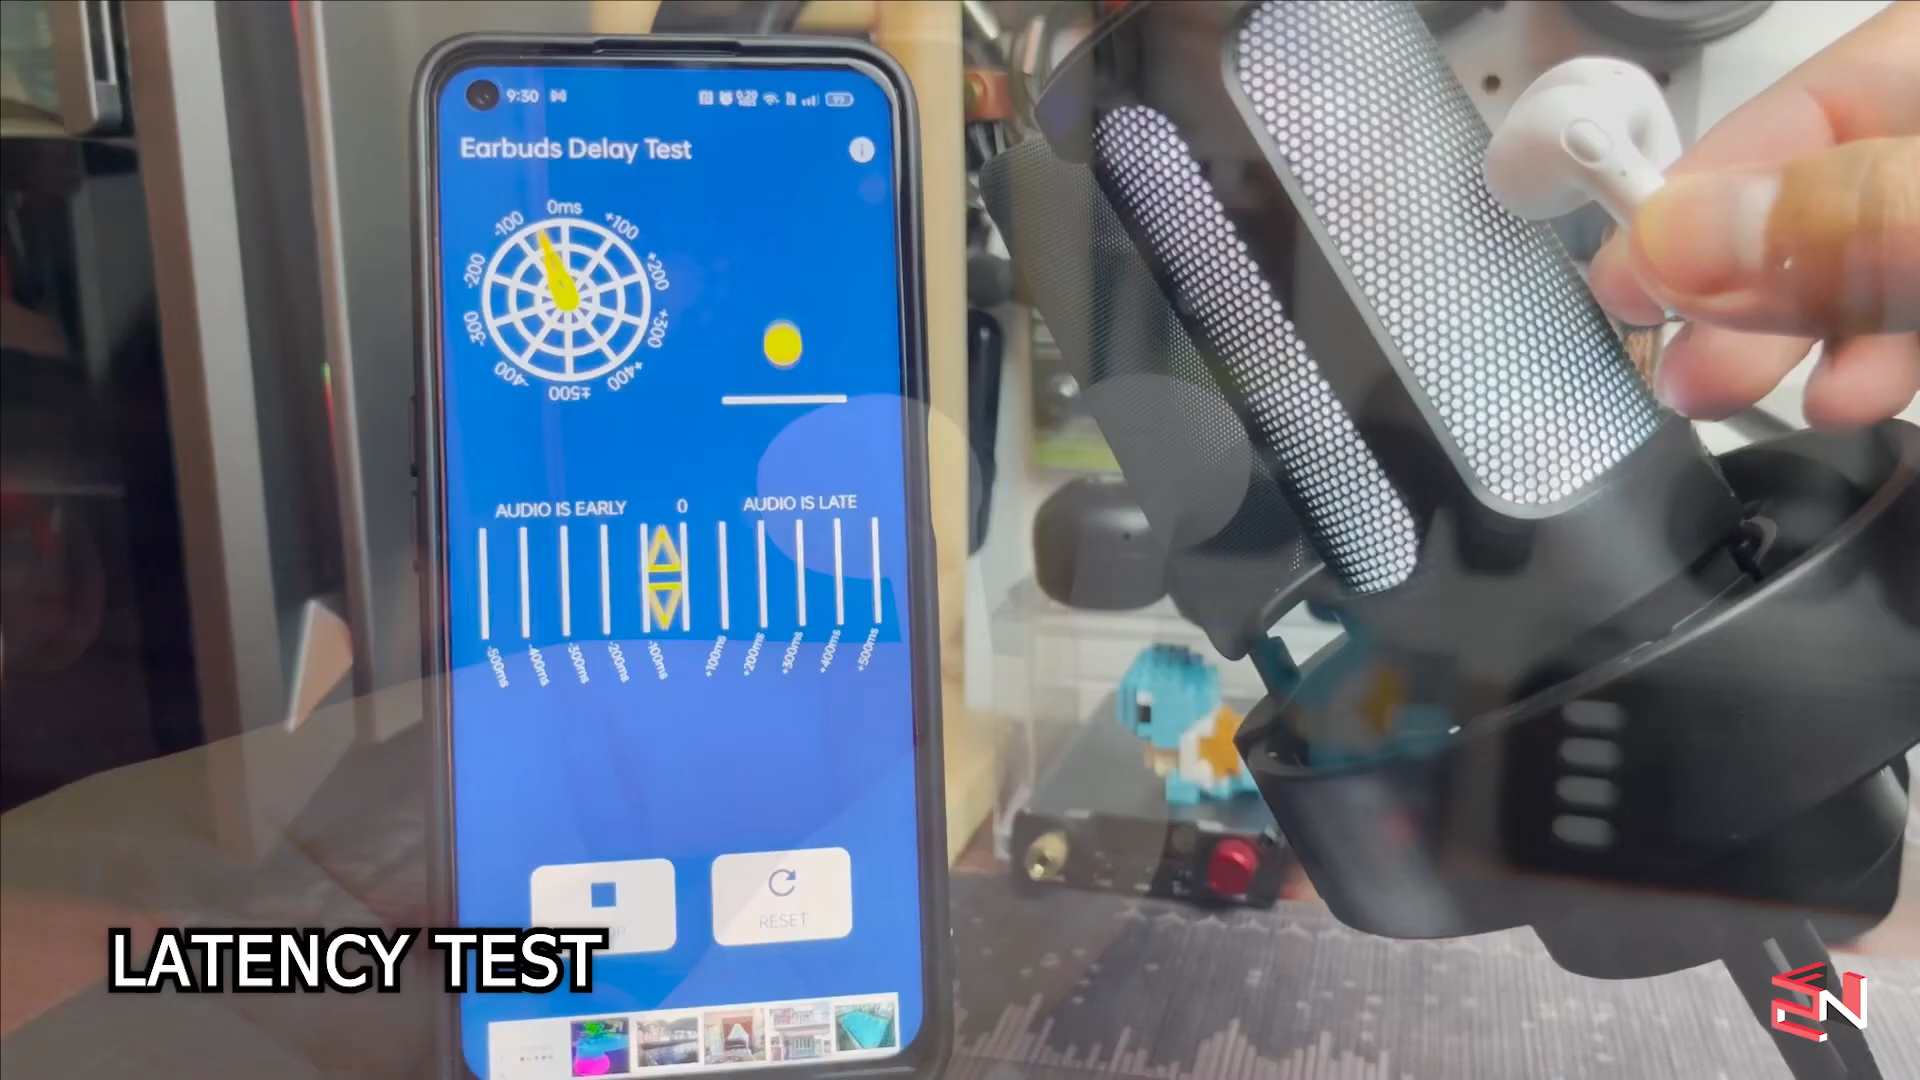 9:30
Earbuds Delay Test
0ms
-100
+100
-200
+200
-300
+300
-400
+400
±500
AUDIO IS EARLY
0
AUDIO IS LATE
-500ms
-400ms
-300ms
-200ms
-100ms
+100ms
+200ms
+300ms
+400ms
+500ms
RESET
LATENCY TEST